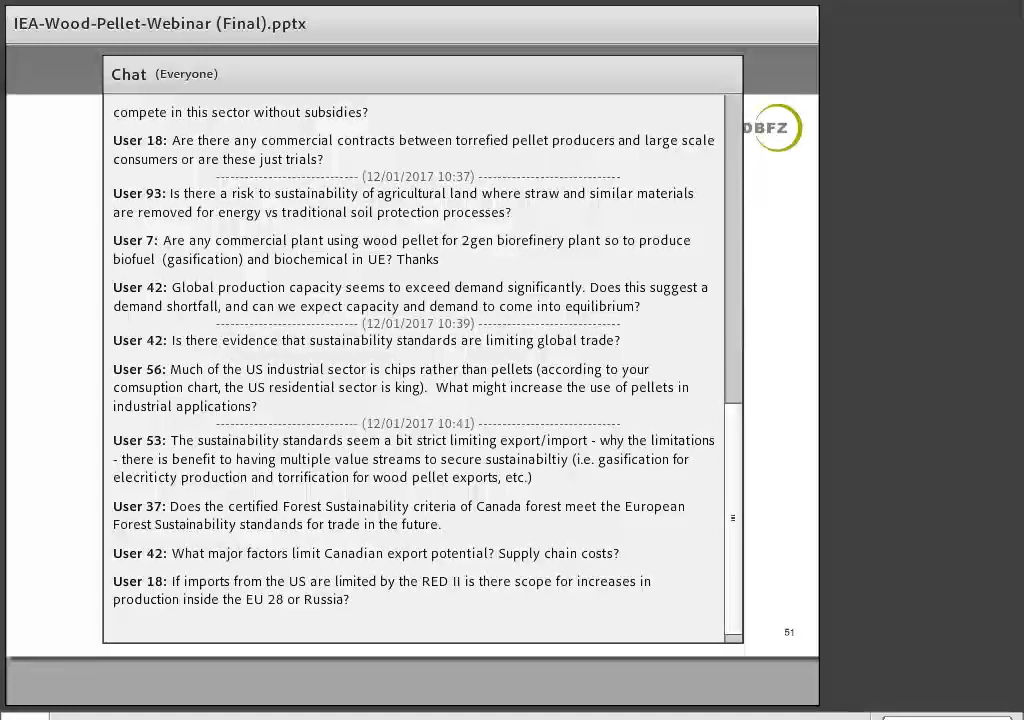 IEA-Wood-Pellet-Webinar (Final).pptx
Chat (Everyone)
compete in this sector without subsidies?
DBFZ
User 18: Are there any commercial contracts between torrefied pellet producers and large scale
consumers or are these just trials?
----------------------------- (12/01/2017 10:37) -----------------------------
User 93: Is there a risk to sustainability of agricultural land where straw and similar materials
are removed for energy vs traditional soil protection processes?
User 7: Are any commercial plant using wood pellet for 2gen biorefinery plant so to produce
biofuel (gasification) and biochemical in UE? Thanks
User 42: Global production capacity seems to exceed demand significantly. Does this suggest a
demand shortfall, and can we expect capacity and demand to come into equilibrium?
----------------------------- (12/01/2017 10:39) -----------------------------
User 42: Is there evidence that sustainability standards are limiting global trade?
User 56: Much of the US industrial sector is chips rather than pellets (according to your
comsuption chart, the US residential sector is king). What might increase the use of pellets in
industrial applications?
----------------------------- (12/01/2017 10:41) -----------------------------
User 53: The sustainability standards seem a bit strict limiting export/import - why the limitations
- there is benefit to having multiple value streams to secure sustainabiltiy (i.e. gasification for
elecriticty production and torrification for wood pellet exports, etc.)
User 37: Does the certified Forest Sustainability criteria of Canada forest meet the European
Forest Sustainability standands for trade in the future.
User 42: What major factors limit Canadian export potential? Supply chain costs?
User 18: If imports from the US are limited by the RED II is there scope for increases in
production inside the EU 28 or Russia?
51